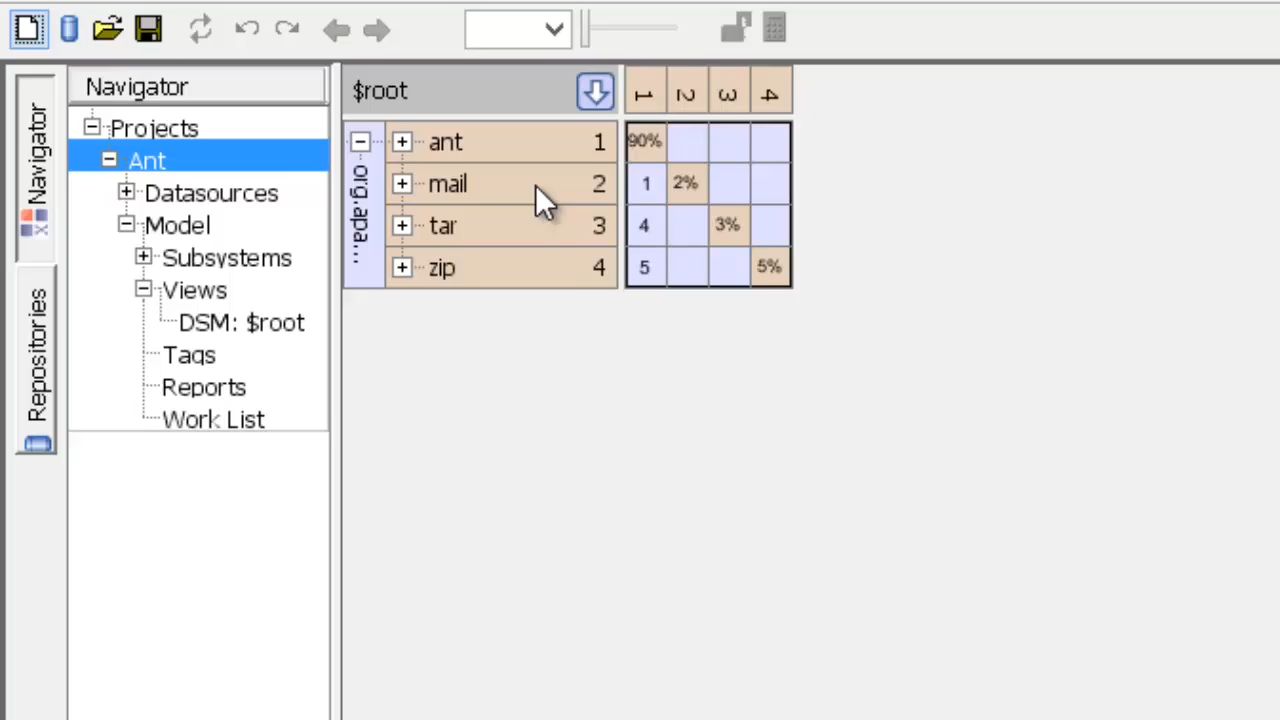 Navigator
Repositories
Navigator
Projects
Ant
Datasources
Model
Subsystems
Views
DSM: $root
Tags
Reports
Work List
$root
1 2 3 4
org.apa...
ant 1 90%
mail 2 1 2%
tar 3 4 3%
zip 4 5 5%